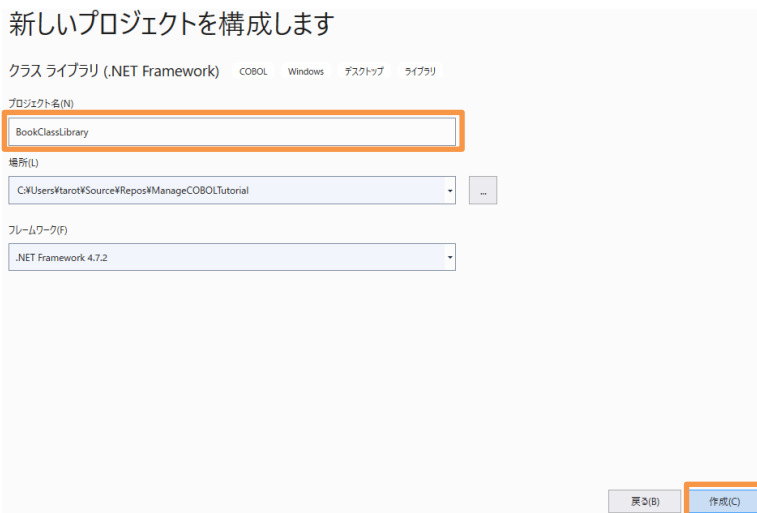 新しいプロジェクトを構成します
クラス ライブラリ (.NET Framework) COBOL Windows デスクトップ ライブラリ
プロジェクト名(N)
BookClassLibrary
場所(L)
C:¥Users¥tarot¥Source¥Repos¥ManageCOBOLTutorial ...
フレームワーク(F)
.NET Framework 4.7.2
戻る(B) 作成(C)